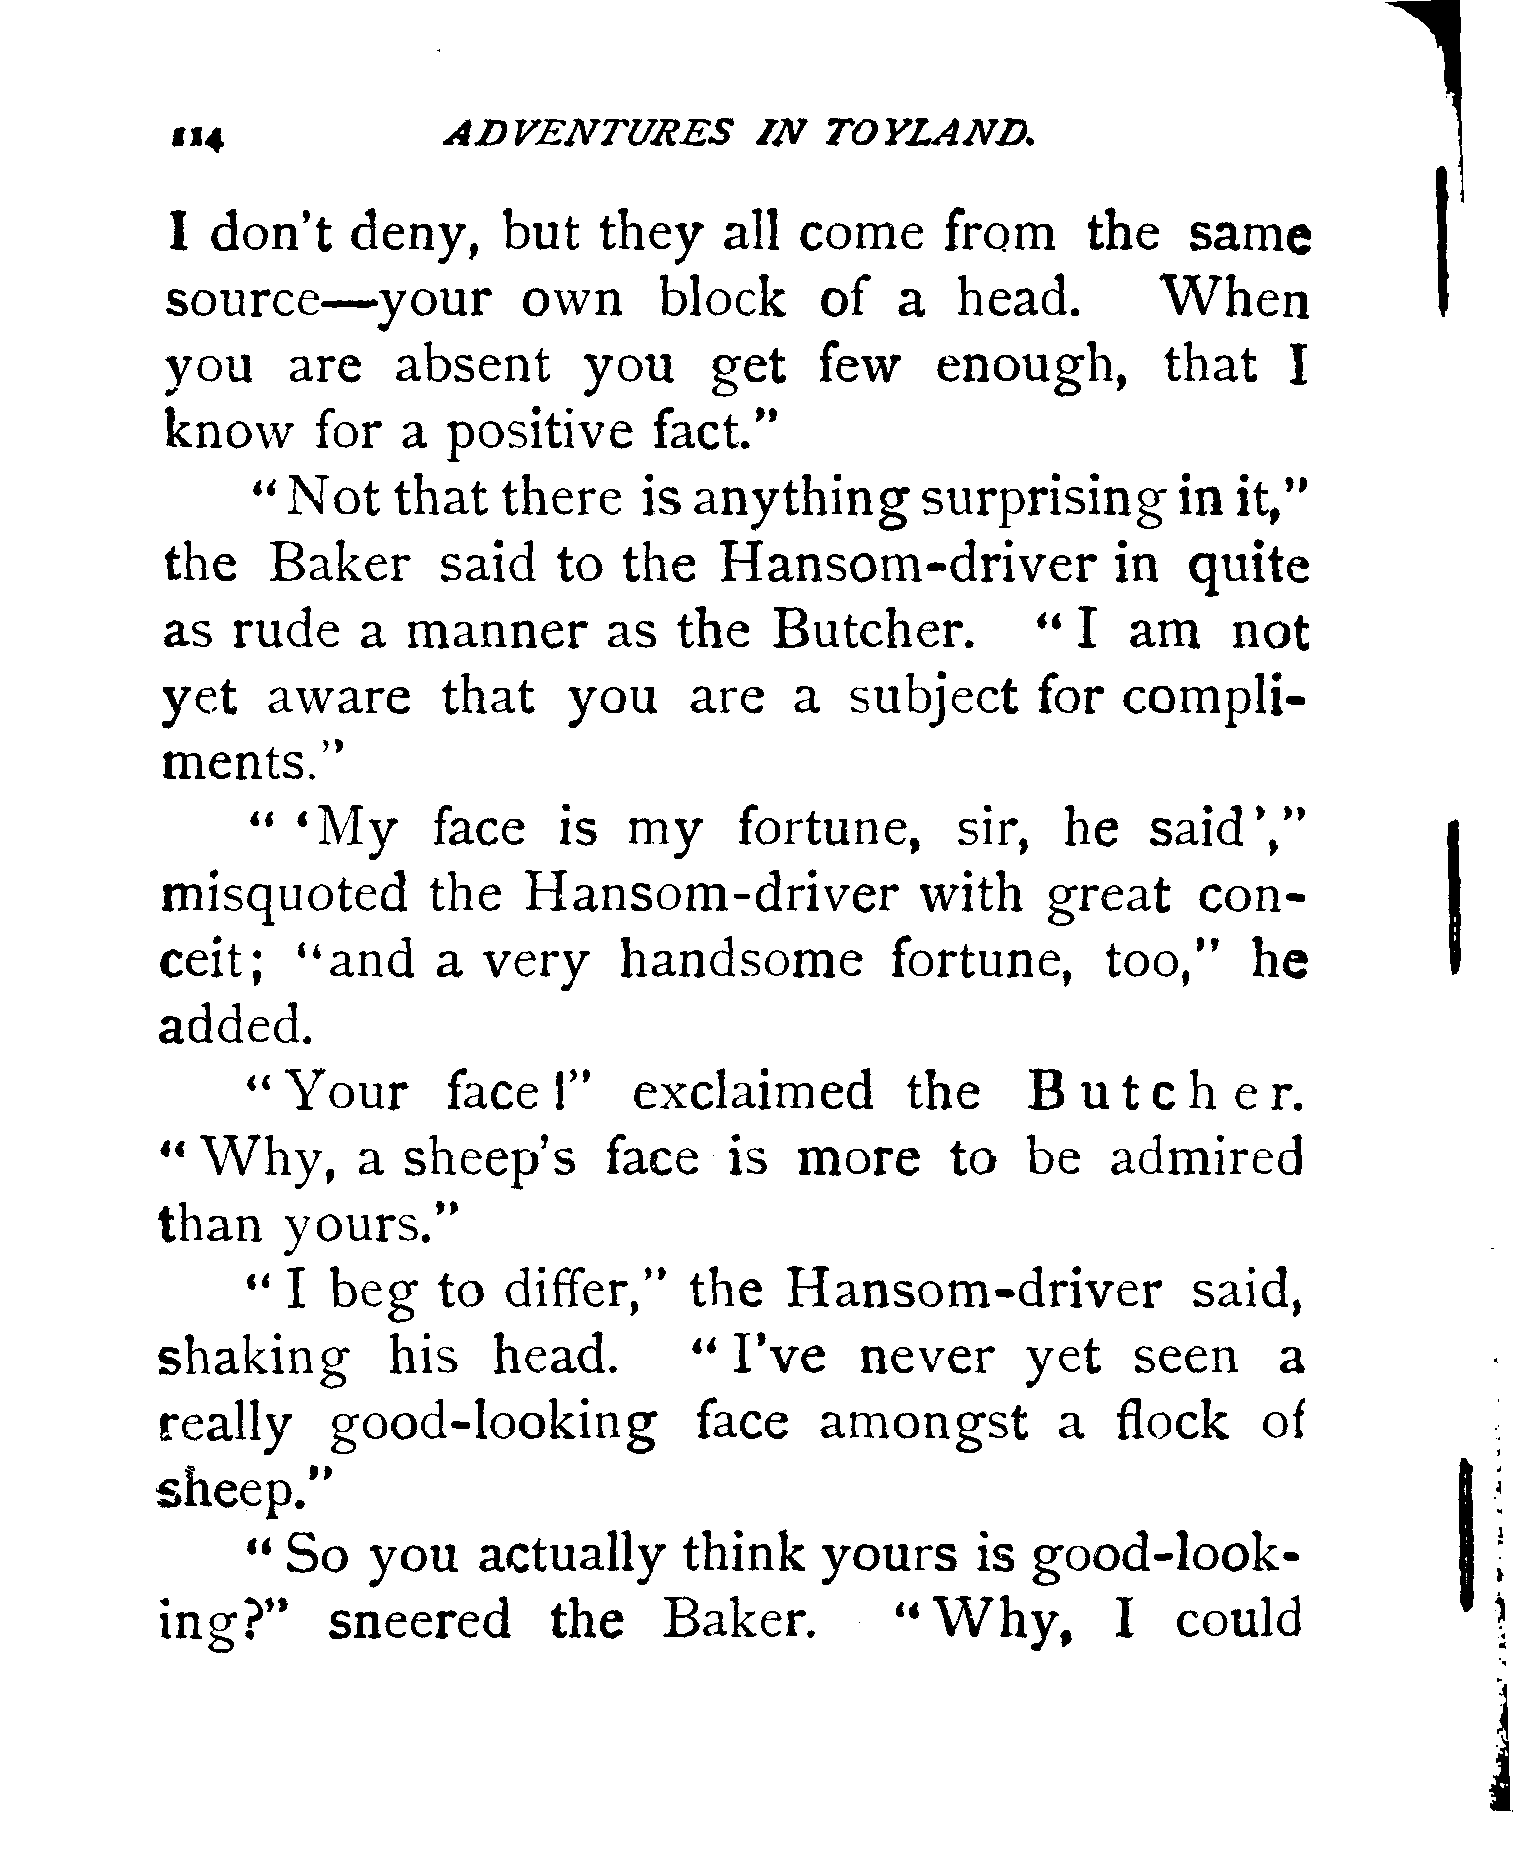 114 ADVENTURES IN TOYLAND.
I don't deny, but they all come from the same
source—your own block of a head. When
you are absent you get few enough, that I
know for a positive fact."
"Not that there is anything surprising in it,"
the Baker said to the Hansom-driver in quite
as rude a manner as the Butcher. "I am not
yet aware that you are a subject for compli-
ments."
"'My face is my fortune, sir, he said',"
misquoted the Hansom-driver with great con-
ceit; "and a very handsome fortune, too," he
added.
"Your face!" exclaimed the Butcher.
"Why, a sheep's face is more to be admired
than yours."
"I beg to differ," the Hansom-driver said,
shaking his head. "I've never yet seen a
really good-looking face amongst a flock of
sheep."
"So you actually think yours is good-look-
ing?" sneered the Baker. "Why, I could